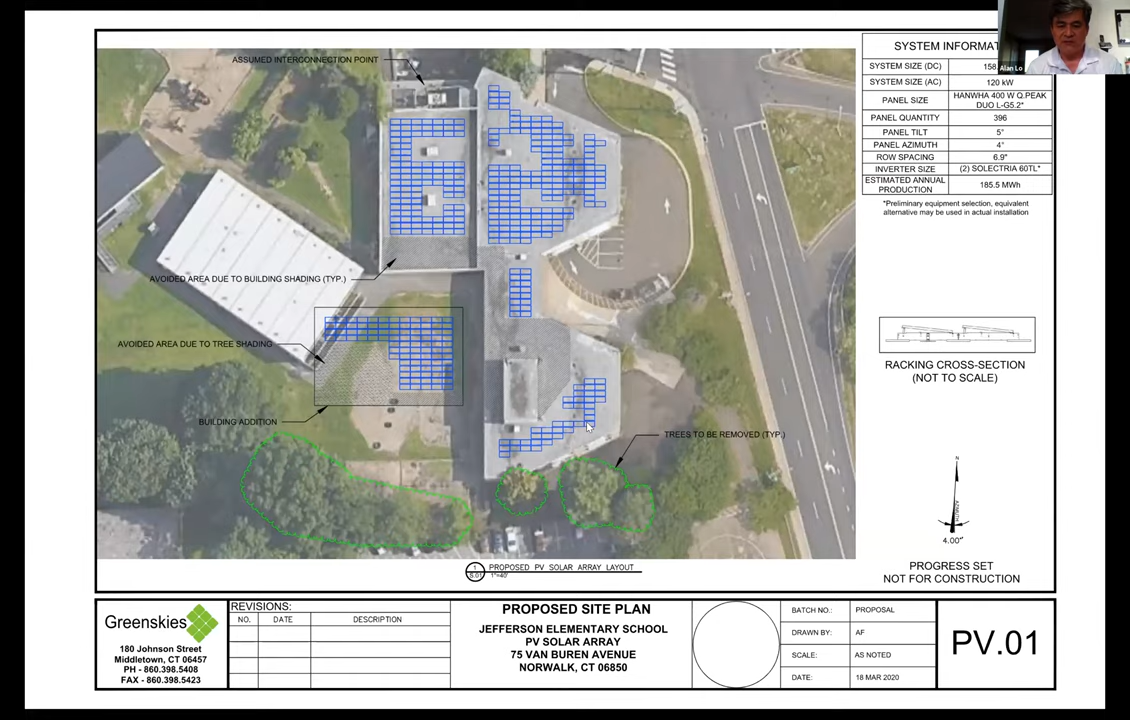 ASSUMED INTERCONNECTION POINT
AVOIDED AREA DUE TO BUILDING SHADING (TYP.)
AVOIDED AREA DUE TO TREE SHADING
BUILDING ADDITION
TREES TO BE REMOVED (TYP.)
1
S.01
PROPOSED PV SOLAR ARRAY LAYOUT
1"=40'
Alan Lo
SYSTEM INFORMAT
SYSTEM SIZE (DC) 158.
SYSTEM SIZE (AC) 120 kW
PANEL SIZE HANWHA 400 W Q.PEAK
DUO L-G5.2*
PANEL QUANTITY 396
PANEL TILT 5°
PANEL AZIMUTH 4°
ROW SPACING 6.9"
INVERTER SIZE (2) SOLECTRIA 60TL*
ESTIMATED ANNUAL
PRODUCTION 185.5 MWh
*Preliminary equipment selection, equivalent
alternative may be used in actual installation
RACKING CROSS-SECTION
(NOT TO SCALE)
N
AZIMUTH
4.00°
PROGRESS SET
NOT FOR CONSTRUCTION
Greenskies
180 Johnson Street
Middletown, CT 06457
PH - 860.398.5408
FAX - 860.398.5423
REVISIONS:
NO. DATE DESCRIPTION
PROPOSED SITE PLAN
JEFFERSON ELEMENTARY SCHOOL
PV SOLAR ARRAY
75 VAN BUREN AVENUE
NORWALK, CT 06850
BATCH NO.: PROPOSAL
DRAWN BY: AF
SCALE: AS NOTED
DATE: 18 MAR 2020
PV.01